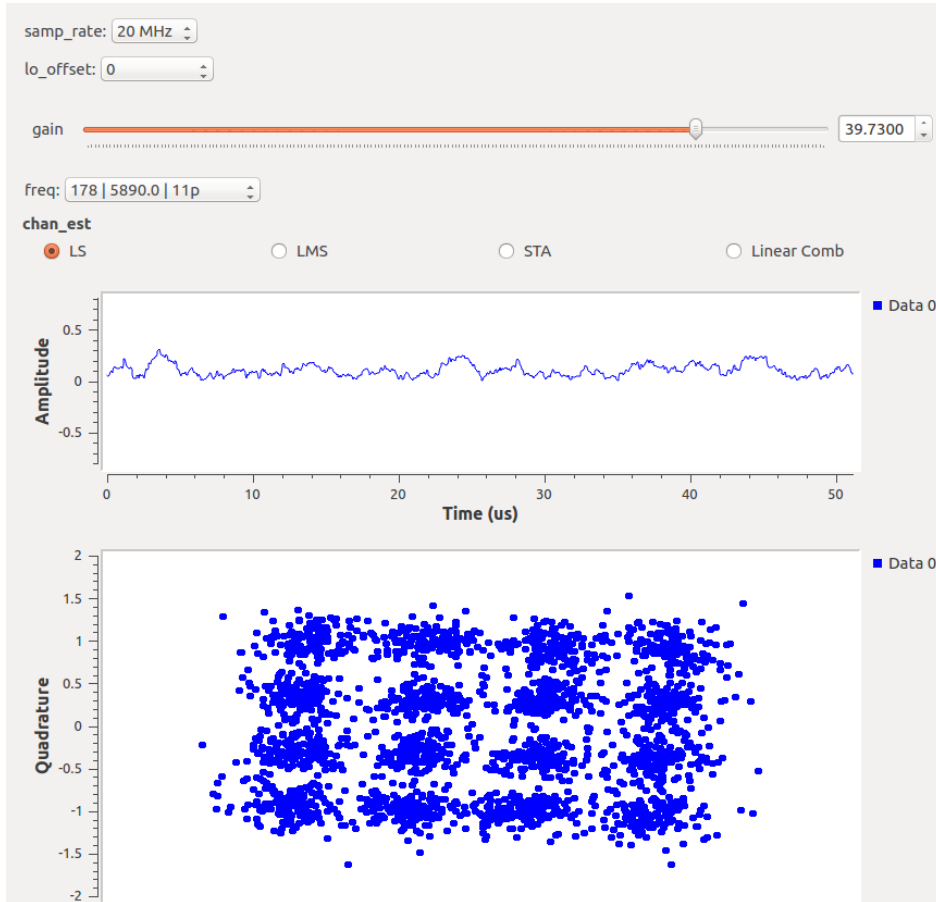 samp_rate: 20 MHz
lo_offset: 0
gain 39.7300
freq: 178 | 5890.0 | 11p
chan_est
LS LMS STA Linear Comb
Data 0
0.5
0
-0.5
Amplitude
0 10 20 30 40 50
Time (us)
Data 0
2
1.5
1
0.5
0
-0.5
-1
-1.5
-2
Quadrature